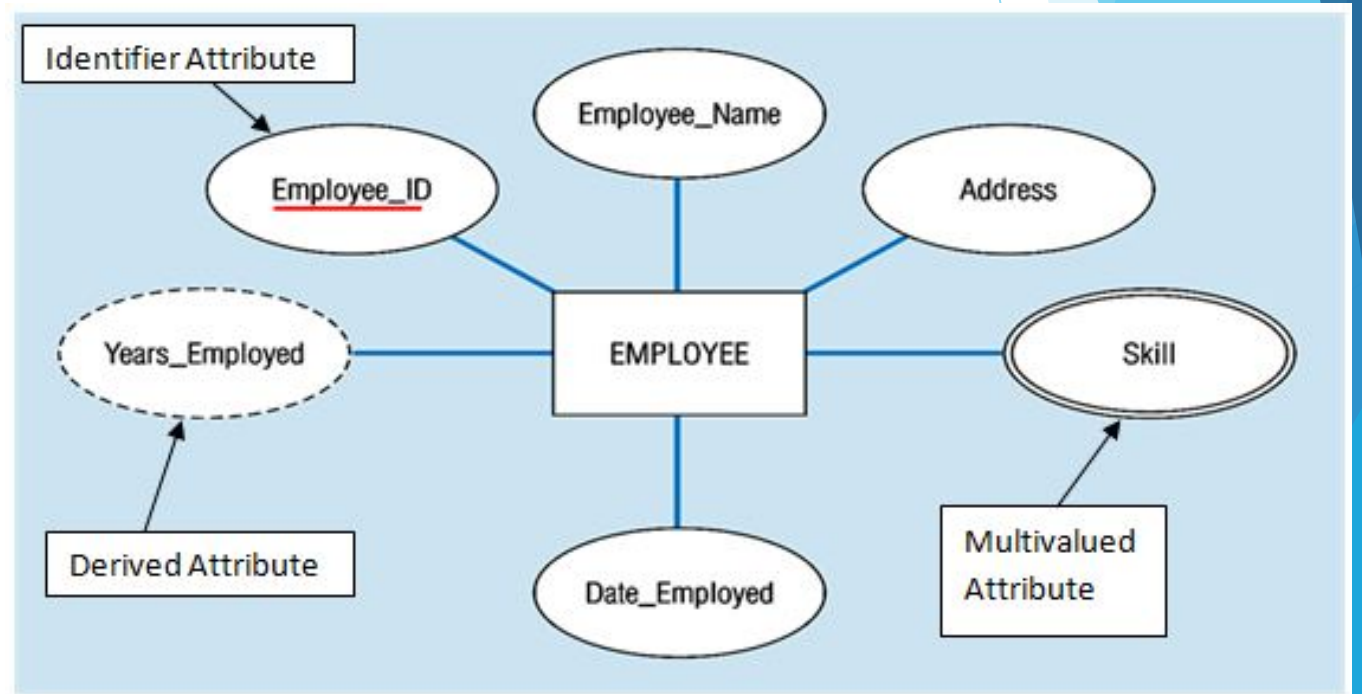 Identifier Attribute
Employee_Name
Employee_ID
Address
Years_Employed
EMPLOYEE
Skill
Derived Attribute
Date_Employed
Multivalued
Attribute